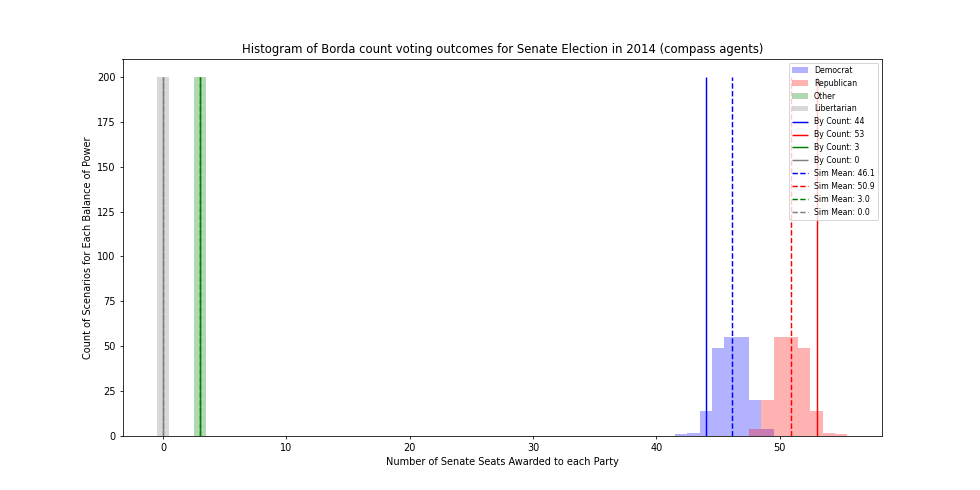 Histogram of Borda count voting outcomes for Senate Election in 2014 (compass agents)
Count of Scenarios for Each Balance of Power
200
175
150
125
100
75
50
25
0
0 10 20 30 40 50
Number of Senate Seats Awarded to each Party
Democrat
Republican
Other
Libertarian
By Count: 44
By Count: 53
By Count: 3
By Count: 0
Sim Mean: 46.1
Sim Mean: 50.9
Sim Mean: 3.0
Sim Mean: 0.0